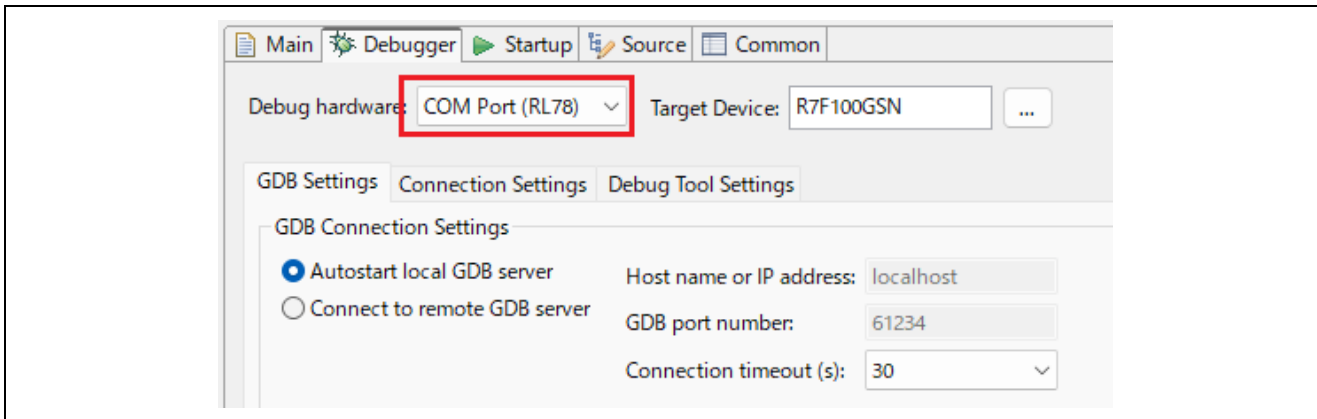 Main Debugger Startup Source Common
Debug hardware: COM Port (RL78) Target Device: R7F100GSN ...
GDB Settings Connection Settings Debug Tool Settings
GDB Connection Settings
Autostart local GDB server Host name or IP address: localhost
Connect to remote GDB server GDB port number: 61234
Connection timeout (s): 30